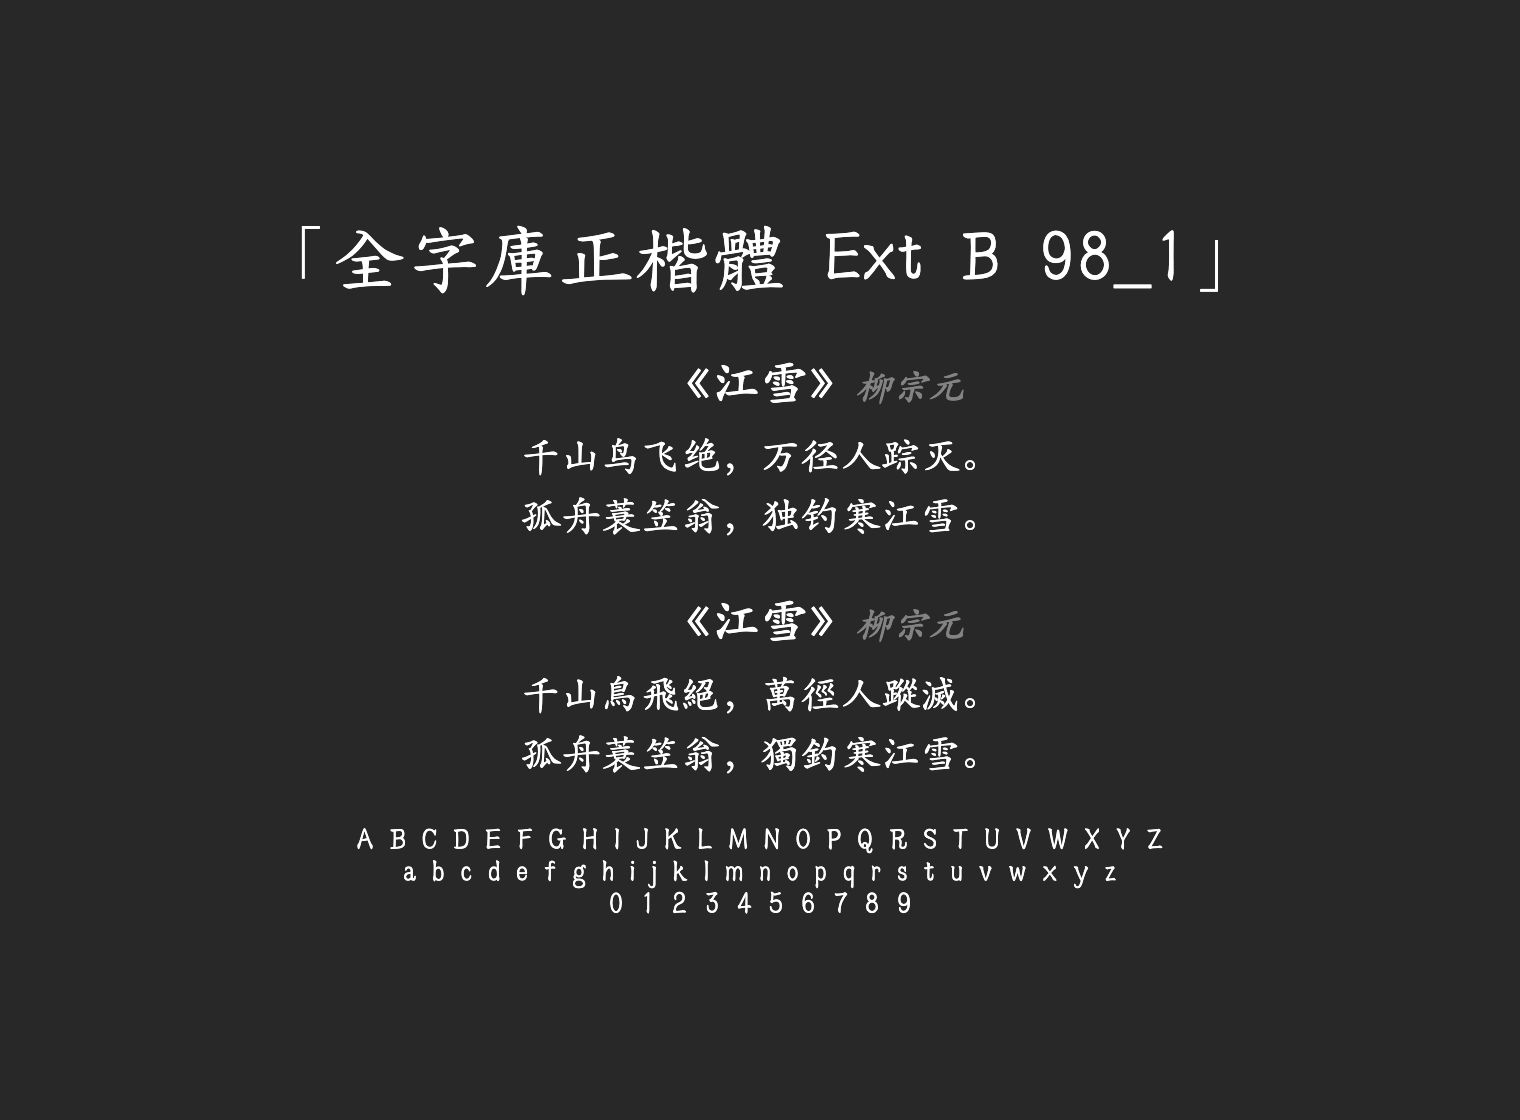 「全字庫正楷體 Ext B 98_1」
《江雪》柳宗元
千山鸟飞绝，万径人踪灭。
孤舟蓑笠翁，独钓寒江雪。
《江雪》柳宗元
千山鳥飛絕，萬徑人蹤滅。
孤舟蓑笠翁，獨釣寒江雪。
A B C D E F G H I J K L M N O P Q R S T U V W X Y Z
a b c d e f g h i j k l m n o p q r s t u v w x y z
0 1 2 3 4 5 6 7 8 9